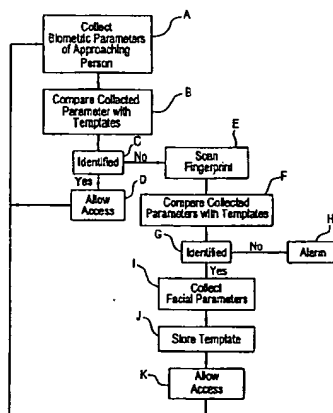 A
Collect
Biometric Parameters
of Approaching
Person
B
Compare Collected
Parameter with
Templates
C
Identified
No
Yes
D
Allow
Access
E
Scan
Fingerprint
F
Compare Collected
Parameters with Templates
G
Identified
No
H
Alarm
Yes
I
Collect
Facial Parameters
J
Store Template
K
Allow
Access